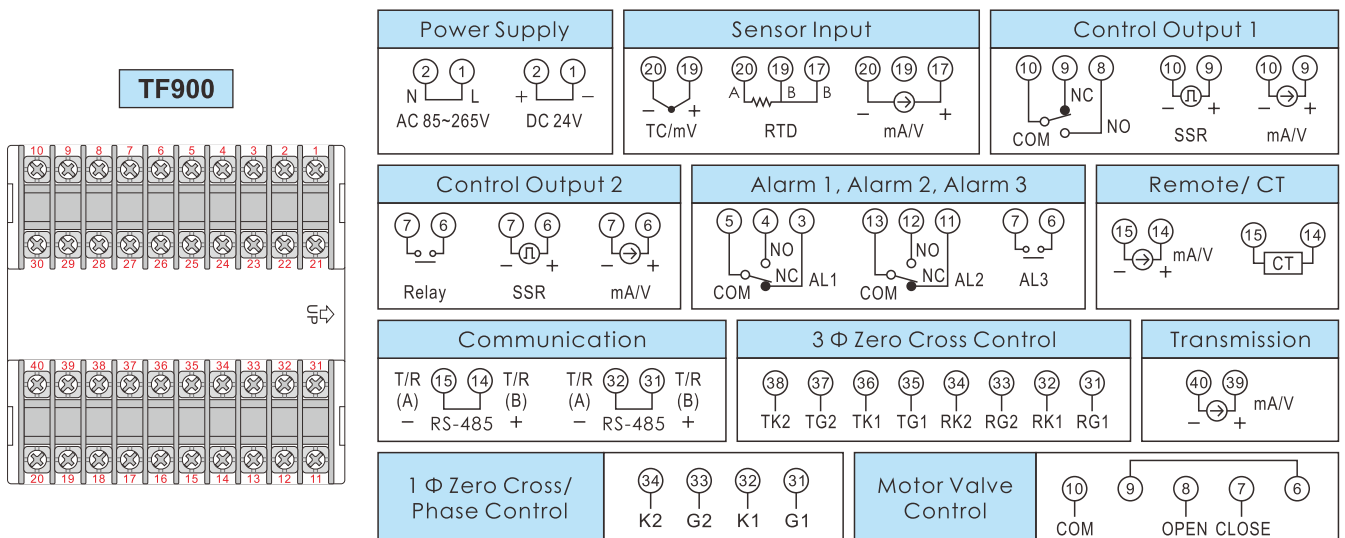 TF900
10 9 8 7 6 5 4 3 2 1
30 29 28 27 26 25 24 23 22 21
UP
40 39 38 37 36 35 34 33 32 31
20 19 18 17 16 15 14 13 12 11
Power Supply
2 1
N L
AC 85~265V
2 1
+ −
DC 24V
Sensor Input
20 19
− +
TC/mV
20 19 17
A B B
RTD
20 19 17
− +
mA/V
Control Output 1
10 9 8
NC
COM NO
10 9
− +
SSR
10 9
− +
mA/V
Control Output 2
7 6
Relay
7 6
− +
SSR
7 6
− +
mA/V
Alarm 1, Alarm 2, Alarm 3
5 4 3
NO
NC
COM AL1
13 12 11
NO
NC
COM AL2
7 6
AL3
Remote/ CT
15 14
mA/V
− +
15 14
CT
Communication
T/R 15 14 T/R
(A) (B)
− RS-485 +
T/R 32 31 T/R
(A) (B)
− RS-485 +
3 Φ Zero Cross Control
38 37 36 35 34 33 32 31
TK2 TG2 TK1 TG1 RK2 RG2 RK1 RG1
Transmission
40 39
mA/V
− +
1 Φ Zero Cross/
Phase Control
34 33 32 31
K2 G2 K1 G1
Motor Valve
Control
10 9 8 7 6
COM OPEN CLOSE